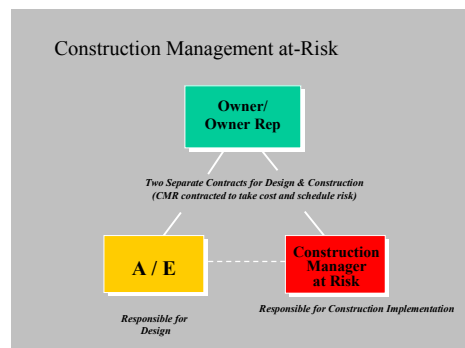 Construction Management at-Risk
Owner/
Owner Rep
Two Separate Contracts for Design & Construction
(CMR contracted to take cost and schedule risk)
A / E
Construction
Manager
at Risk
Responsible for
Design
Responsible for Construction Implementation